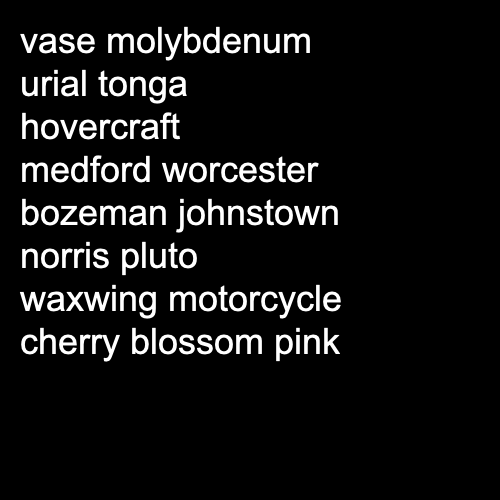 vase molybdenum
urial tonga
hovercraft
medford worcester
bozeman johnstown
norris pluto
waxwing motorcycle
cherry blossom pink